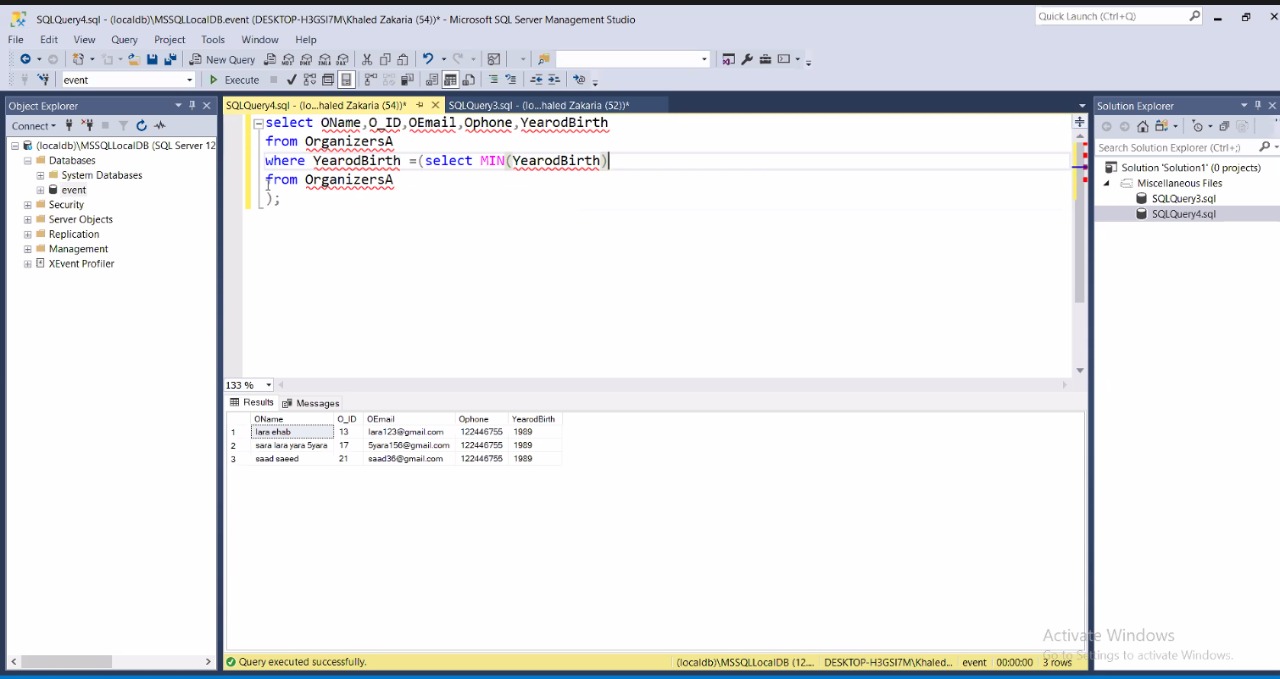 SQLQuery4.sql - (localdb)\MSSQLLocalDB.event (DESKTOP-H3GSI7M\Khaled Zakaria (54))* - Microsoft SQL Server Management Studio
Quick Launch (Ctrl+Q)
File Edit View Query Project Tools Window Help
New Query
event
Execute
Object Explorer
Connect
(localdb)\MSSQLLocalDB (SQL Server 12
Databases
System Databases
event
Security
Server Objects
Replication
Management
XEvent Profiler
SQLQuery4.sql - (lo...haled Zakaria (54))* SQLQuery3.sql - (lo...haled Zakaria (52))*
select OName,O_ID,OEmail,Ophone,YearodBirth
from OrganizersA
where YearodBirth =(select MIN(YearodBirth)
from OrganizersA
);
133 %
Results Messages
OName O_ID OEmail Ophone YearodBirth
1 lara ehab 13 lara123@gmail.com 122446755 1989
2 sara lara yara 5yara 17 5yara156@gmail.com 122446755 1989
3 saad saeed 21 saad36@gmail.com 122446755 1989
Query executed successfully.
(localdb)\MSSQLLocalDB (12... DESKTOP-H3GSI7M\Khaled... event 00:00:00 3 rows
Solution Explorer
Search Solution Explorer (Ctrl+;)
Solution 'Solution1' (0 projects)
Miscellaneous Files
SQLQuery3.sql
SQLQuery4.sql
Activate Windows
Go to Settings to activate Windows.